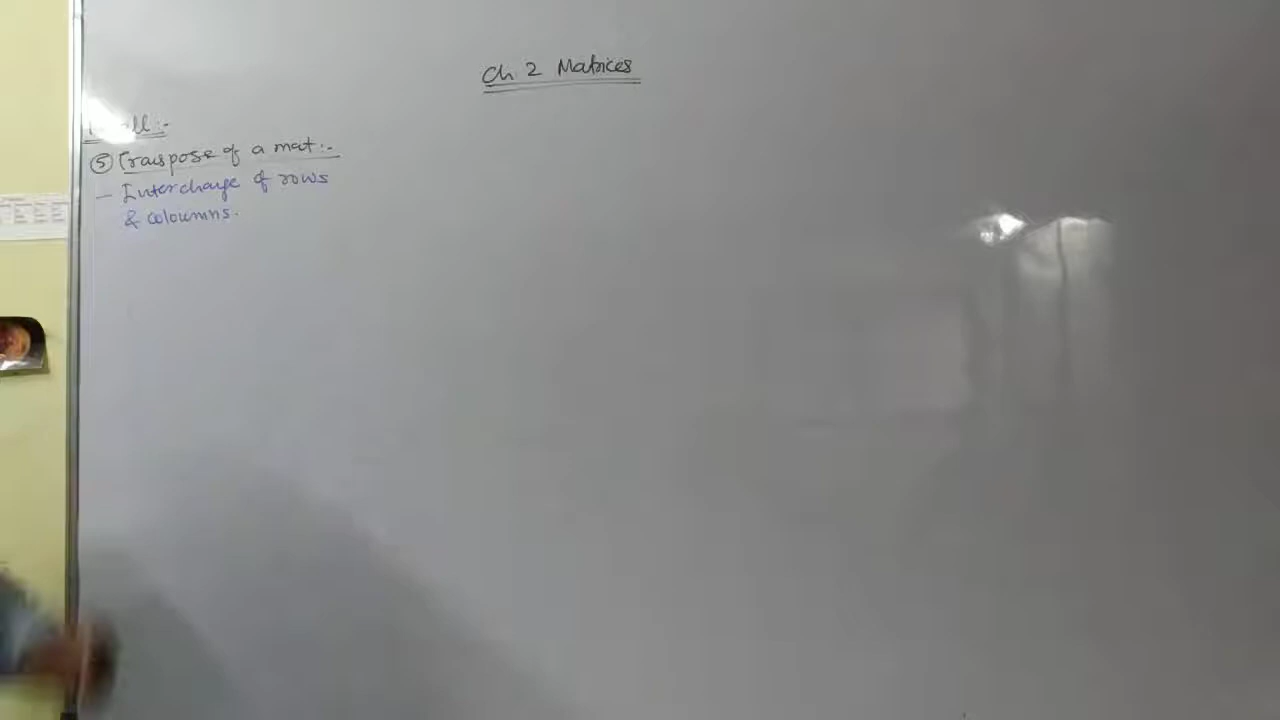 Ch 2 Matrices
⑤ Transpose of a mat :-
- Interchange of rows
& coloumns.